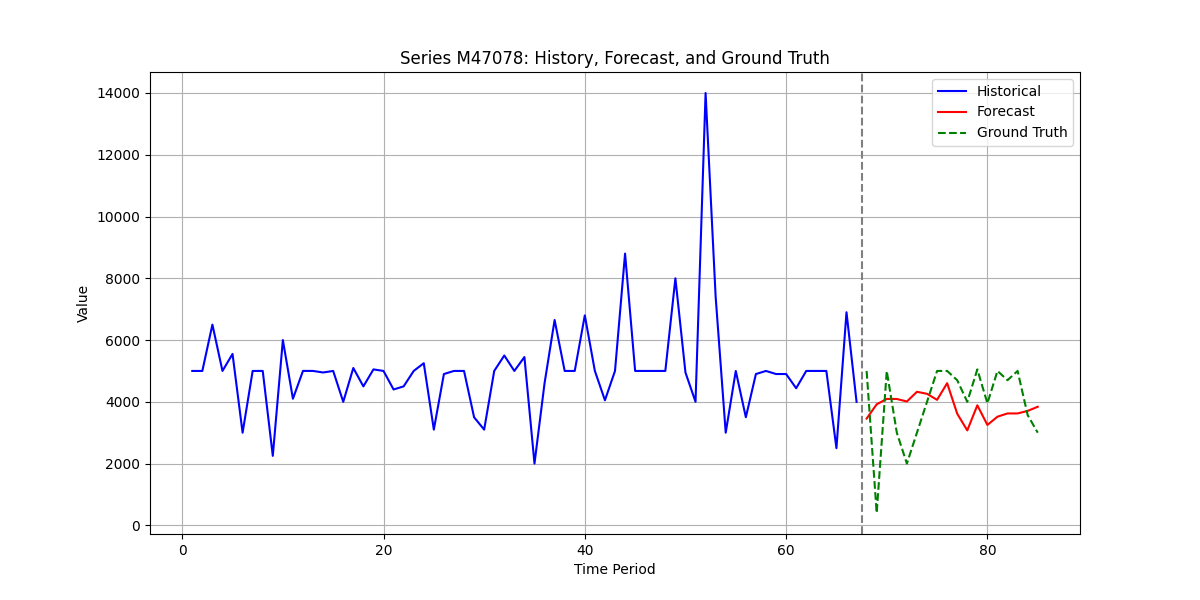 Series M47078: History, Forecast, and Ground Truth
Historical
Forecast
Ground Truth
Value
14000
12000
10000
8000
6000
4000
2000
0
0 20 40 60 80
Time Period